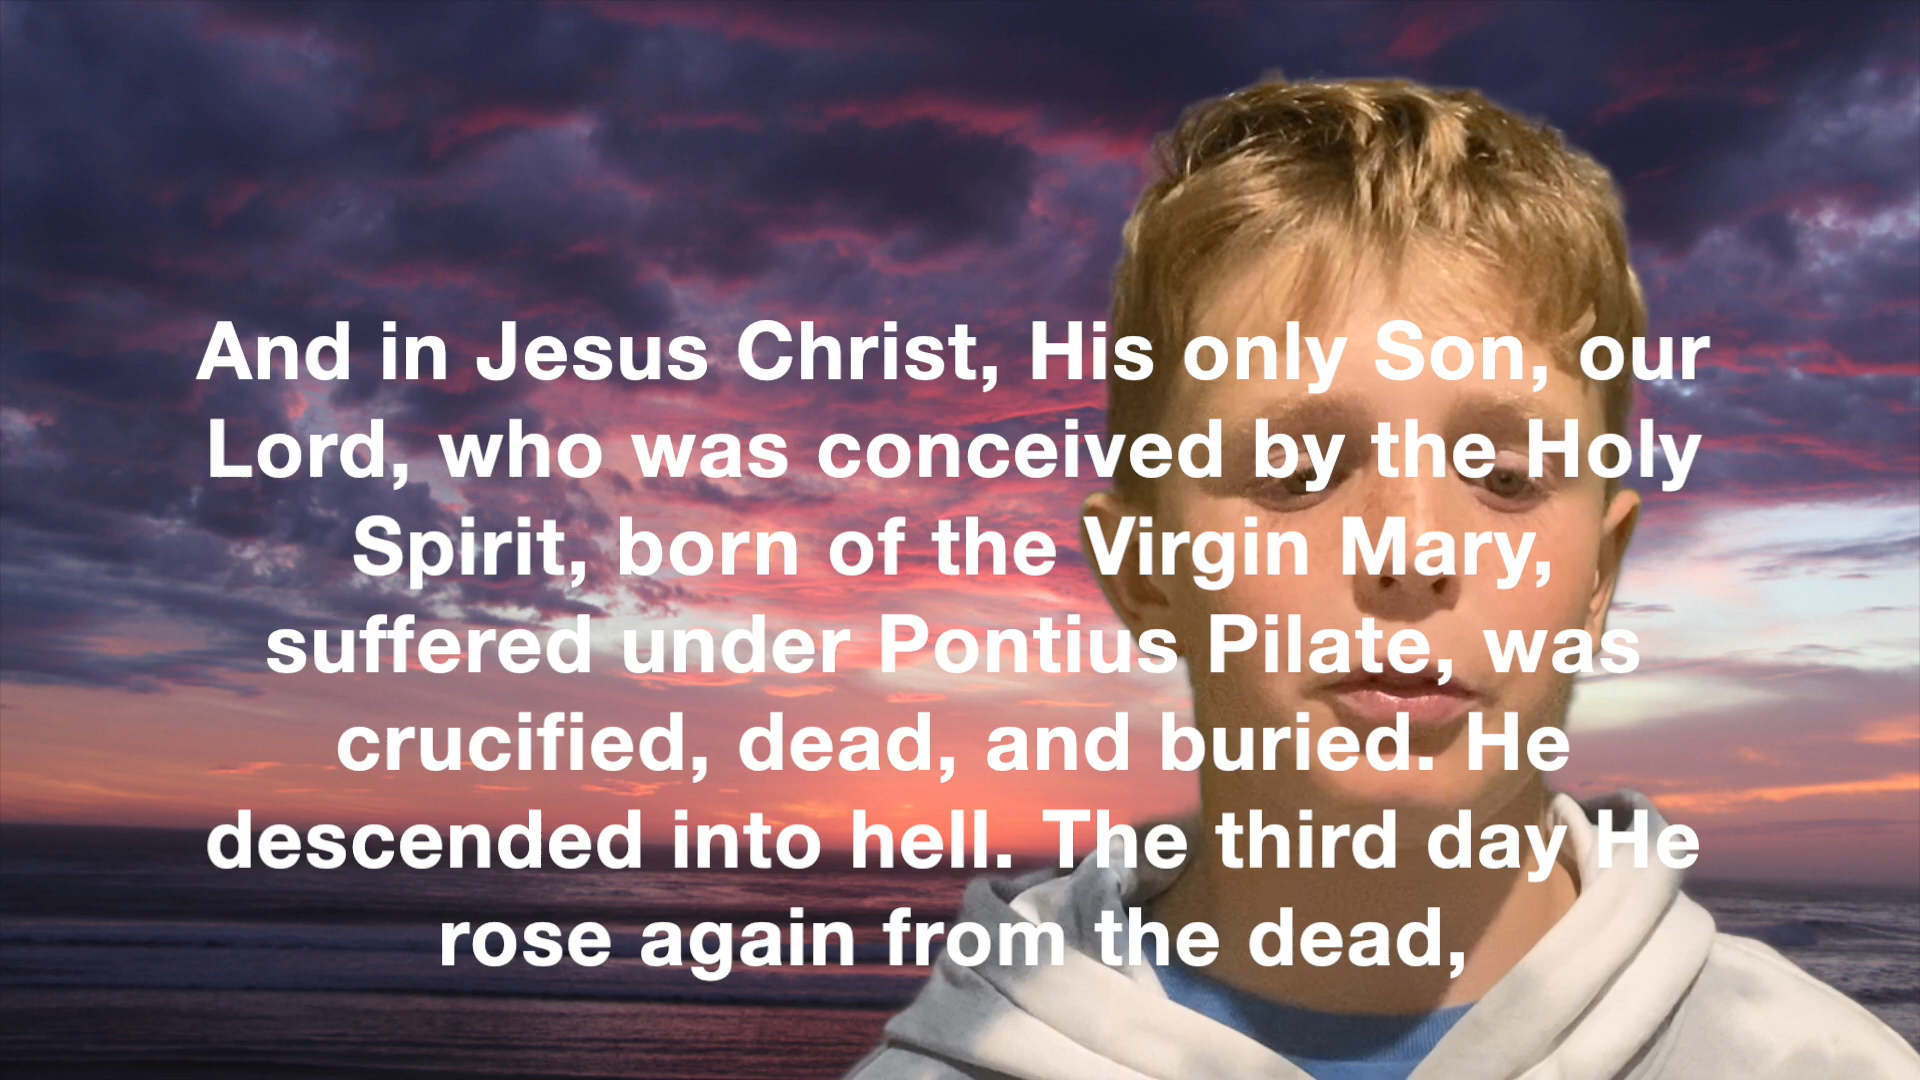 And in Jesus Christ, His only Son, our
Lord, who was conceived by the Holy
Spirit, born of the Virgin Mary,
suffered under Pontius Pilate, was
crucified, dead, and buried. He
descended into hell. The third day He
rose again from the dead,